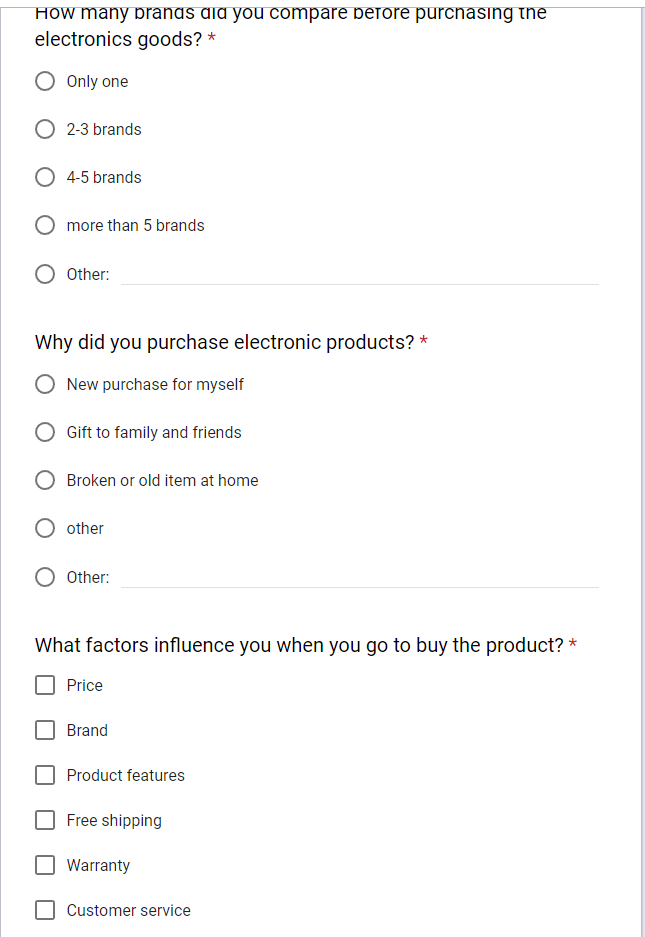 How many brands did you compare before purchasing the
electronics goods? *
Only one
2-3 brands
4-5 brands
more than 5 brands
Other:
Why did you purchase electronic products? *
New purchase for myself
Gift to family and friends
Broken or old item at home
other
Other:
What factors influence you when you go to buy the product? *
Price
Brand
Product features
Free shipping
Warranty
Customer service